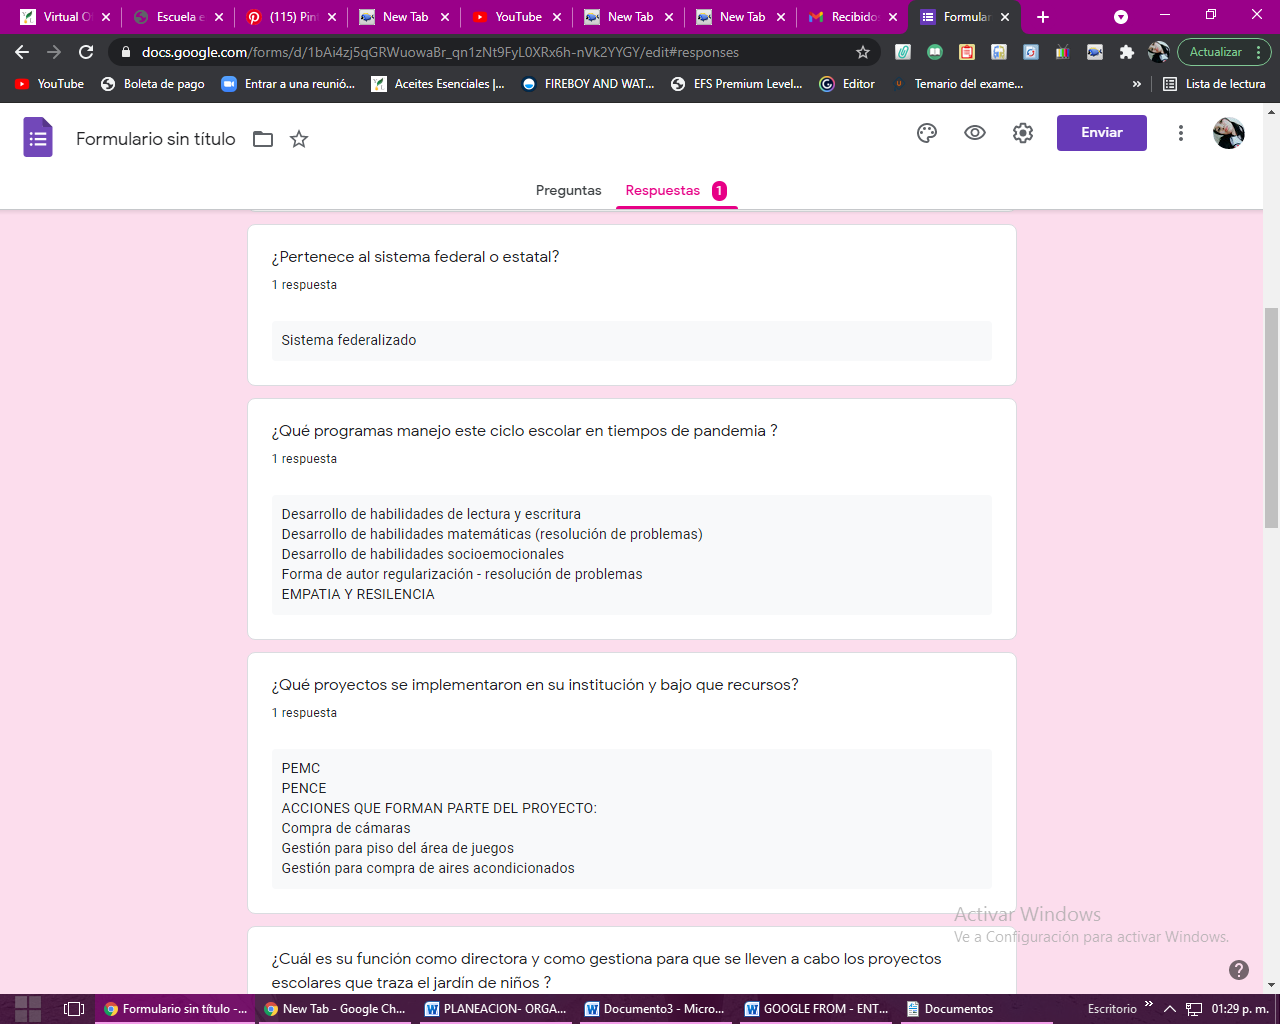 Virtual O
Escuela e
(115) Pin
New Tab
YouTube
New Tab
New Tab
Recibido
Formular
docs.google.com/forms/d/1bAi4zj5qGRWuowaBr_qn1zNt9FyL0XRx6h-nVk2YYGY/edit#responses
Actualizar
YouTube
Boleta de pago
Entrar a una reunió...
Aceites Esenciales |...
FIREBOY AND WAT...
EFS Premium Level...
Editor
Temario del exame...
»
Lista de lectura
Formulario sin título
Enviar
Preguntas
Respuestas 1
¿Pertenece al sistema federal o estatal?
1 respuesta
Sistema federalizado
¿Qué programas manejo este ciclo escolar en tiempos de pandemia ?
1 respuesta
Desarrollo de habilidades de lectura y escritura
Desarrollo de habilidades matemáticas (resolución de problemas)
Desarrollo de habilidades socioemocionales
Forma de autor regularización - resolución de problemas
EMPATIA Y RESILENCIA
¿Qué proyectos se implementaron en su institución y bajo que recursos?
1 respuesta
PEMC
PENCE
ACCIONES QUE FORMAN PARTE DEL PROYECTO:
Compra de cámaras
Gestión para piso del área de juegos
Gestión para compra de aires acondicionados
Activar Windows
Ve a Configuración para activar Windows.
¿Cuál es su función como directora y como gestiona para que se lleven a cabo los proyectos
escolares que traza el jardín de niños ?
Formulario sin título -...
New Tab - Google Ch...
PLANEACION- ORGA...
Documento3 - Micro...
GOOGLE FROM - ENT...
Documentos
Escritorio
»
01:29 p. m.